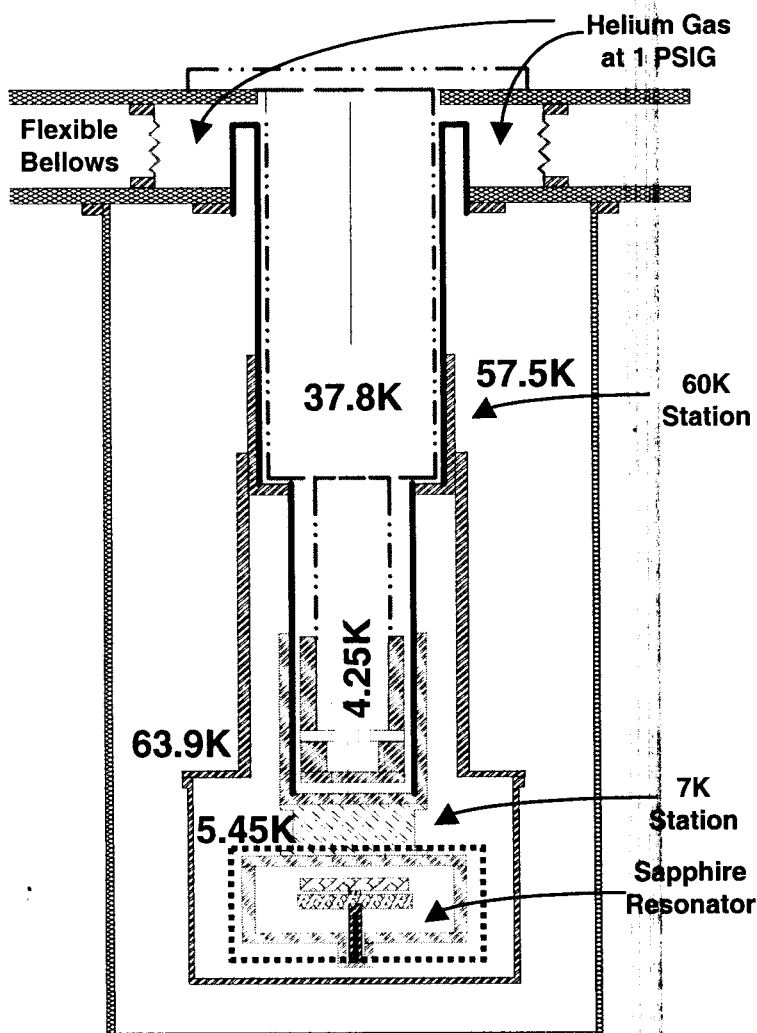 Helium Gas
at 1 PSIG
Flexible
Bellows
37.8K
57.5K
60K
Station
4.25K
63.9K
7K
Station
5.45K
Sapphire
Resonator